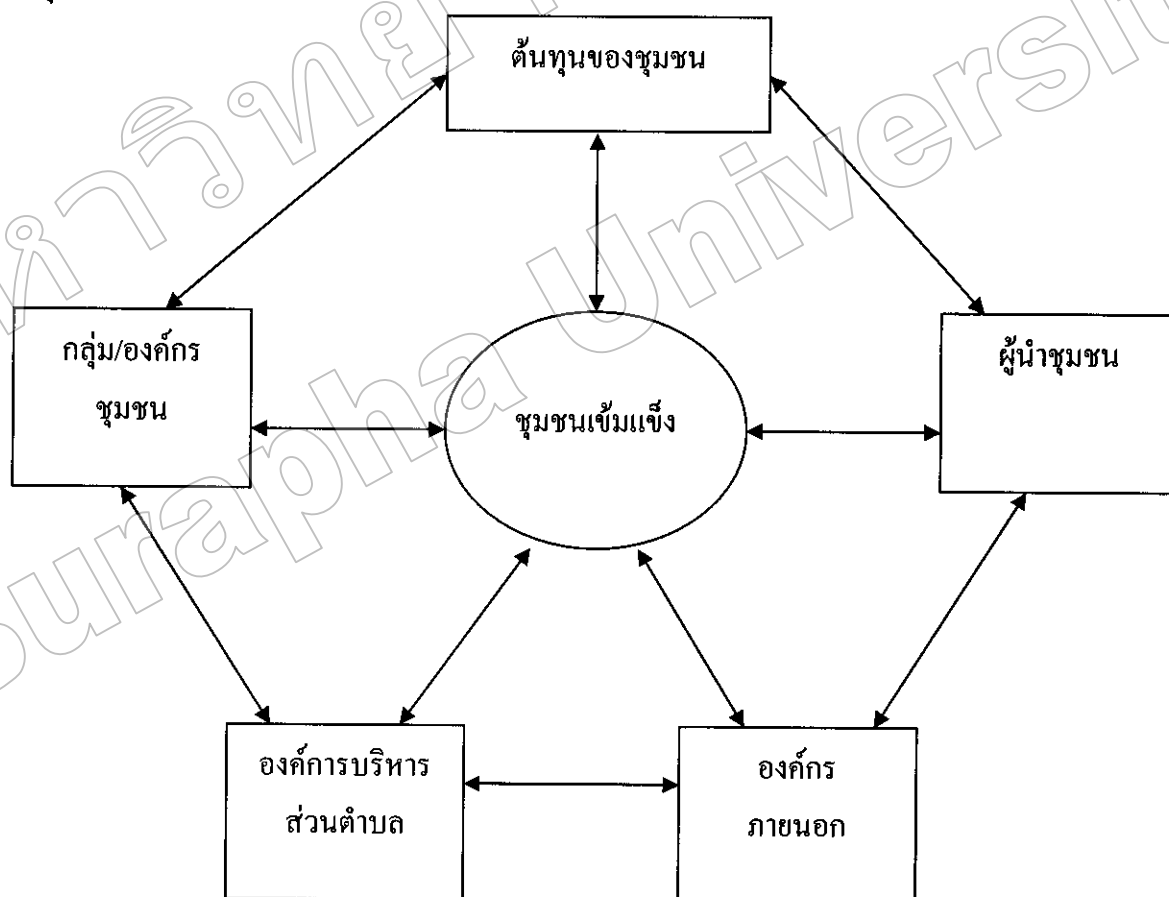 ต้นทุนของชุมชน
กลุ่ม/องค์กร
ชุมชน
ชุมชนเข้มแข็ง
ผู้นำชุมชน
องค์การบริหาร
ส่วนตำบล
องค์กร
ภายนอก
Burapha University